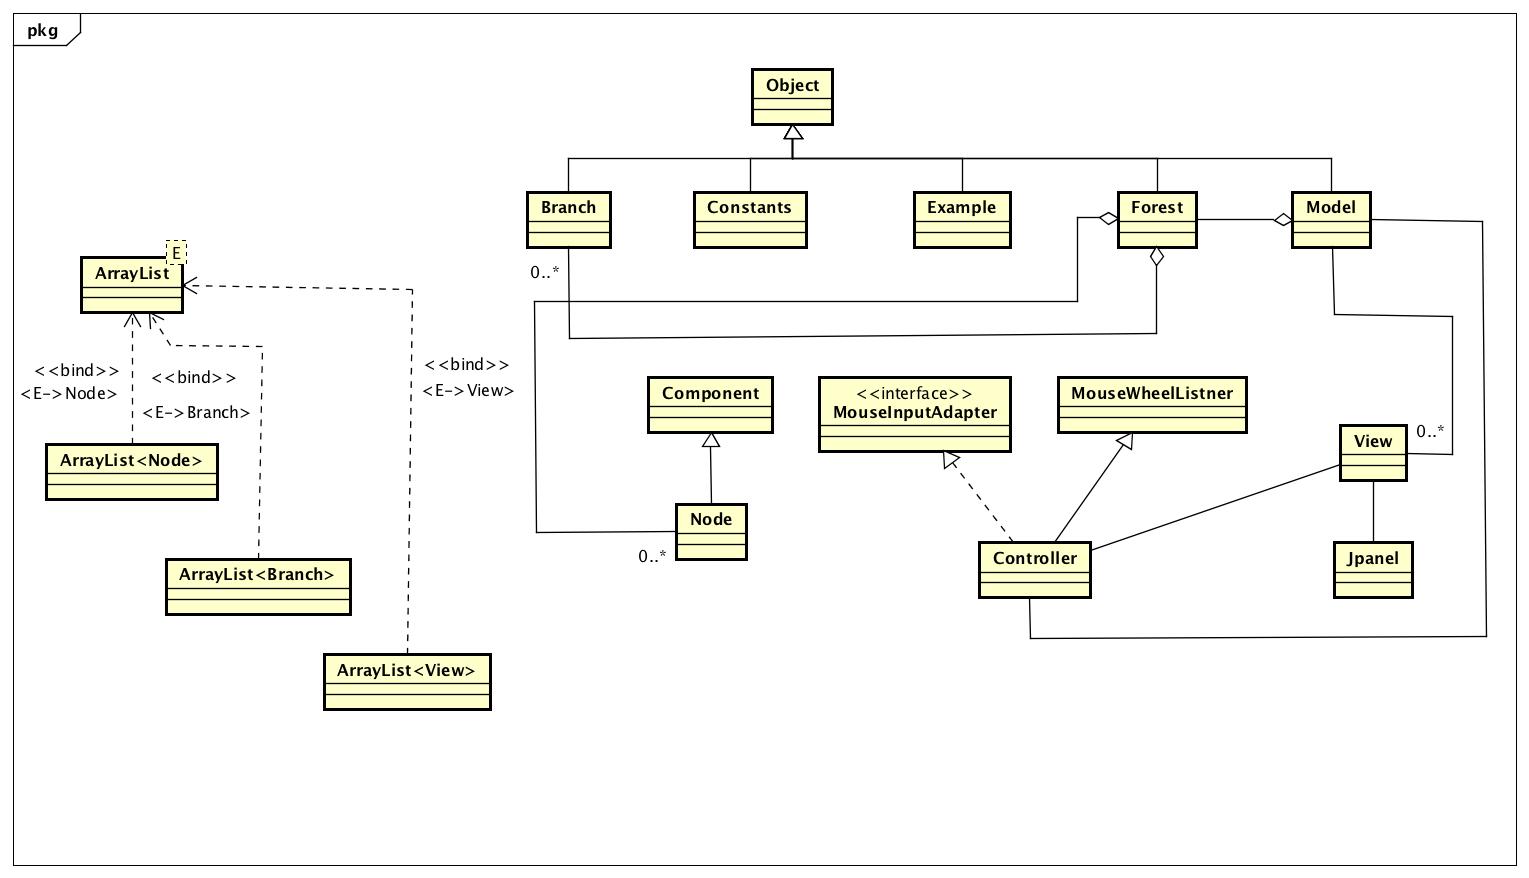 pkg
Object
Branch
Constants
Example
Forest
Model
0..*
E
ArrayList
<<bind>>
<E->Node>
<<bind>>
<E->Branch>
<<bind>>
<E->View>
Component
<<interface>>
MouseInputAdapter
MouseWheelListner
View
0..*
ArrayList<Node>
Node
0..*
Controller
Jpanel
ArrayList<Branch>
ArrayList<View>